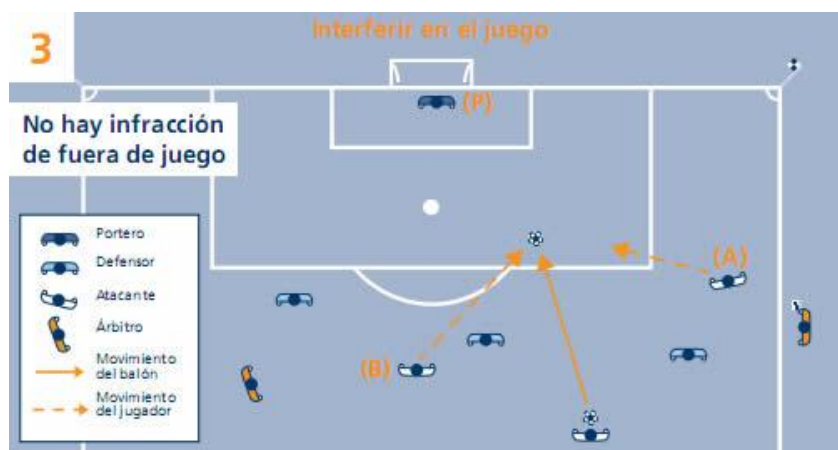 Interferir en el juego
3
(P)
No hay infracción
de fuera de juego
(A)
(B)
Portero
Defensor
Atacante
Árbitro
Movimiento
del balón
Movimiento
del jugador